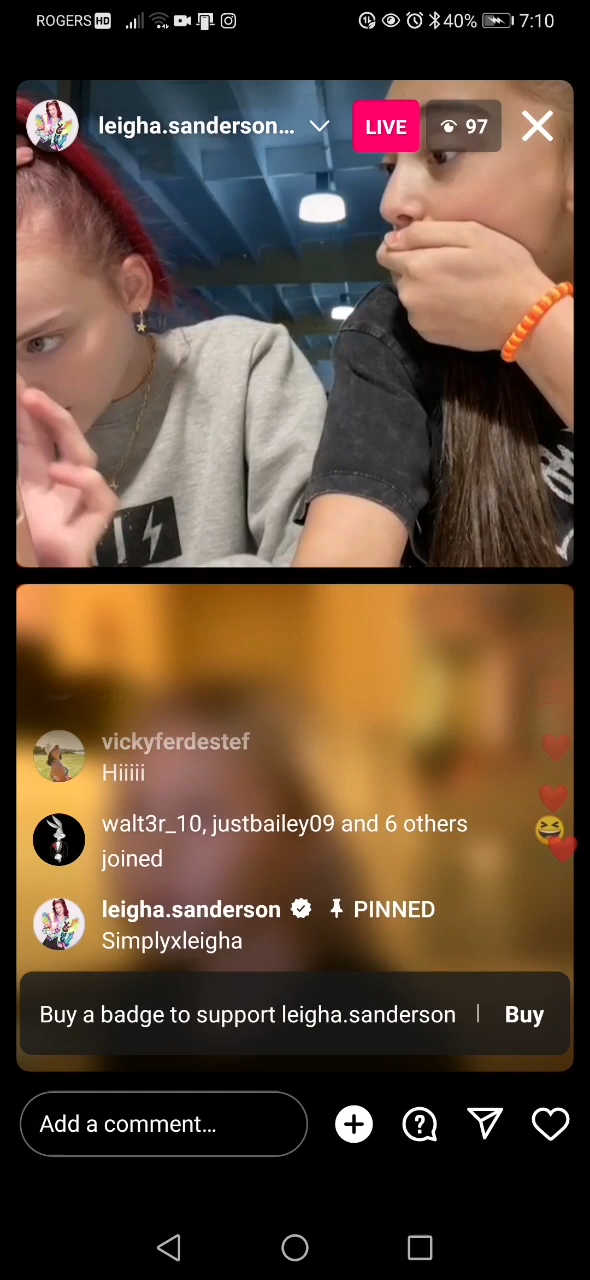 ROGERS HD 40% 7:10
leigha.sanderson... LIVE 97
vickyferdestef
Hiiiii
walt3r_10, justbailey09 and 6 others
joined
leigha.sanderson PINNED
Simplyxleigha
Buy a badge to support leigha.sanderson | Buy
Add a comment...